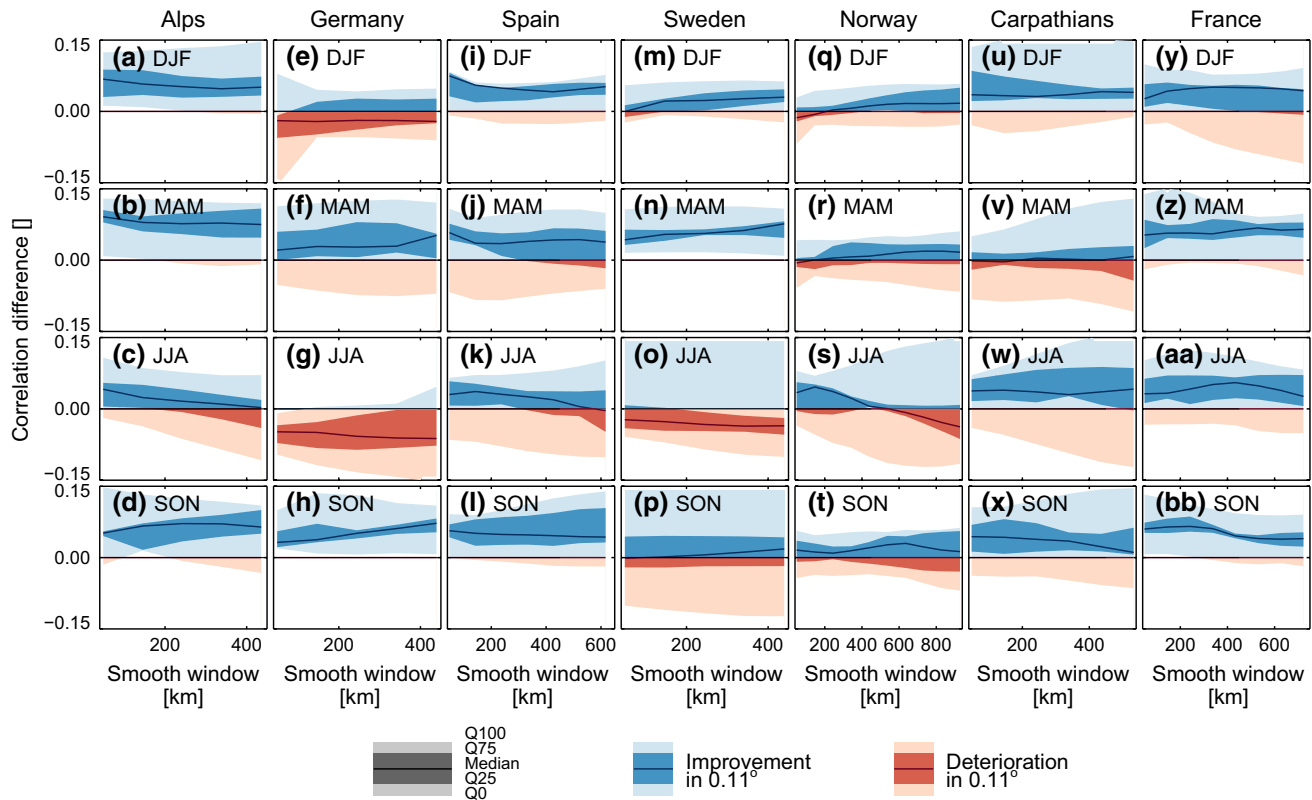 Alps Germany Spain Sweden Norway Carpathians France
0.15 (a) DJF (e) DJF (i) DJF (m) DJF (q) DJF (u) DJF (y) DJF
0.00
−0.15
0.15 (b) MAM (f) MAM (j) MAM (n) MAM (r) MAM (v) MAM (z) MAM
0.00
−0.15
Correlation difference []
0.15 (c) JJA (g) JJA (k) JJA (o) JJA (s) JJA (w) JJA (aa) JJA
0.00
−0.15
0.15 (d) SON (h) SON (l) SON (p) SON (t) SON (x) SON (bb) SON
0.00
−0.15
200 400 200 400 200 400 600 200 400 200 400 600 800 200 400 200 400 600
Smooth window Smooth window Smooth window Smooth window Smooth window Smooth window Smooth window
[km] [km] [km] [km] [km] [km] [km]
Q100
Q75
Median
Q25
Q0
Improvement
in 0.11°
Deterioration
in 0.11°